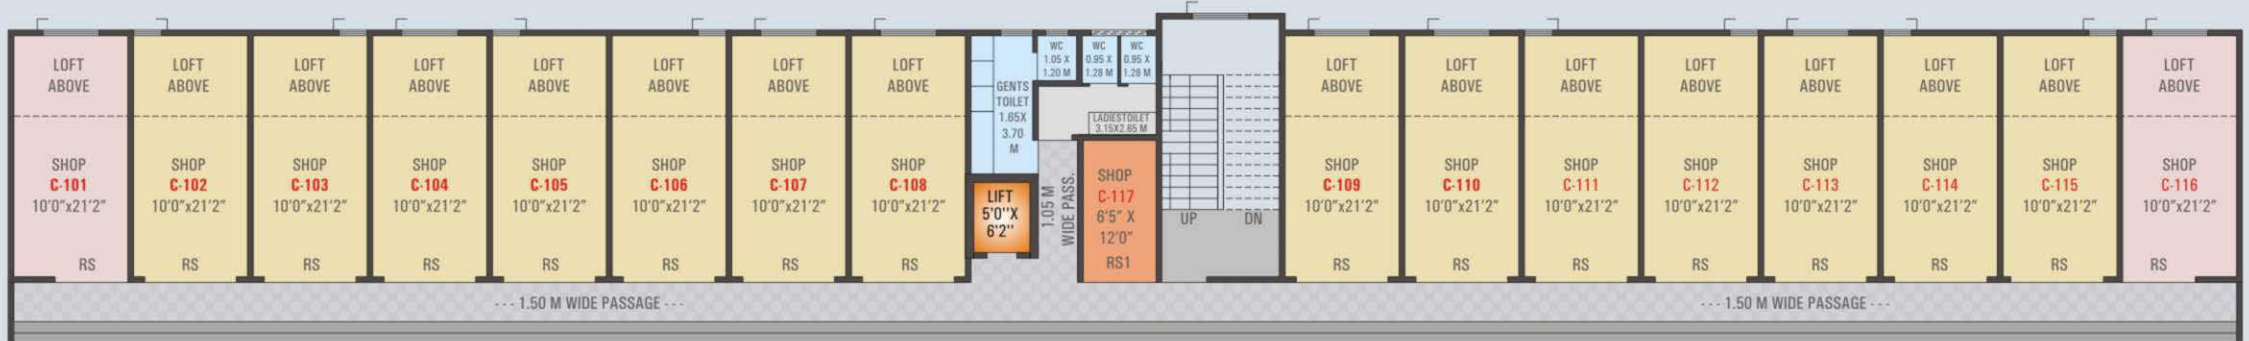 LOFT
ABOVE
SHOP
C-101
10'0"x21'2"
RS
LOFT
ABOVE
SHOP
C-102
10'0"x21'2"
RS
LOFT
ABOVE
SHOP
C-103
10'0"x21'2"
RS
LOFT
ABOVE
SHOP
C-104
10'0"x21'2"
RS
LOFT
ABOVE
SHOP
C-105
10'0"x21'2"
RS
LOFT
ABOVE
SHOP
C-106
10'0"x21'2"
RS
LOFT
ABOVE
SHOP
C-107
10'0"x21'2"
RS
LOFT
ABOVE
SHOP
C-108
10'0"x21'2"
RS
GENTS
TOILET
1.65X
3.70
M
LIFT
5'0''X
6'2''
WC
1.05 X
1.20 M
WC
0.95 X
1.28 M
WC
0.95 X
1.28 M
LADIESTOILET
3.15X2.65 M
1.05 M
WIDE PASS.
SHOP
C-117
6'5" X
12'0"
RS1
UP
DN
LOFT
ABOVE
SHOP
C-109
10'0"x21'2"
RS
LOFT
ABOVE
SHOP
C-110
10'0"x21'2"
RS
LOFT
ABOVE
SHOP
C-111
10'0"x21'2"
RS
LOFT
ABOVE
SHOP
C-112
10'0"x21'2"
RS
LOFT
ABOVE
SHOP
C-113
10'0"x21'2"
RS
LOFT
ABOVE
SHOP
C-114
10'0"x21'2"
RS
LOFT
ABOVE
SHOP
C-115
10'0"x21'2"
RS
LOFT
ABOVE
SHOP
C-116
10'0"x21'2"
RS
--- 1.50 M WIDE PASSAGE ---
--- 1.50 M WIDE PASSAGE ---